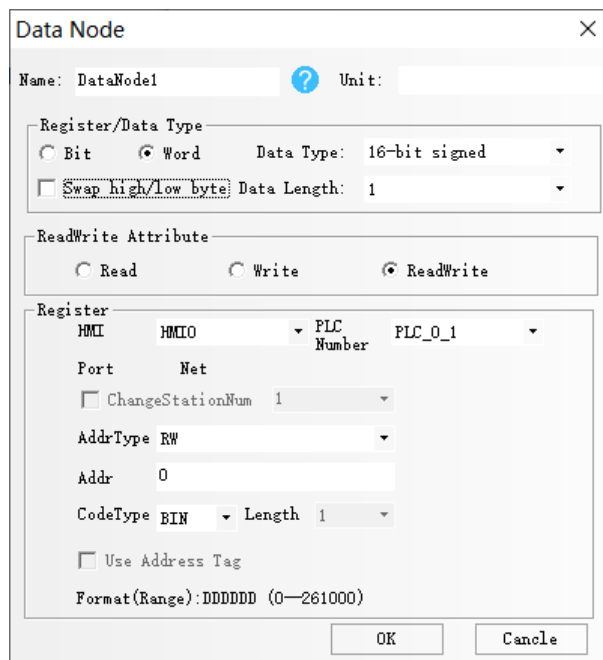 Data Node
Name: DataNode1 ? Unit:
Register/Data Type
Bit Word Data Type: 16-bit signed
Swap high/low byte Data Length: 1
ReadWrite Attribute
Read Write ReadWrite
Register
HMI HMI0 PLC Number PLC_0_1
Port Net
ChangeStationNum 1
AddrType RW
Addr 0
CodeType BIN Length 1
Use Address Tag
Format(Range):DDDDDD (0—261000)
OK Cancle